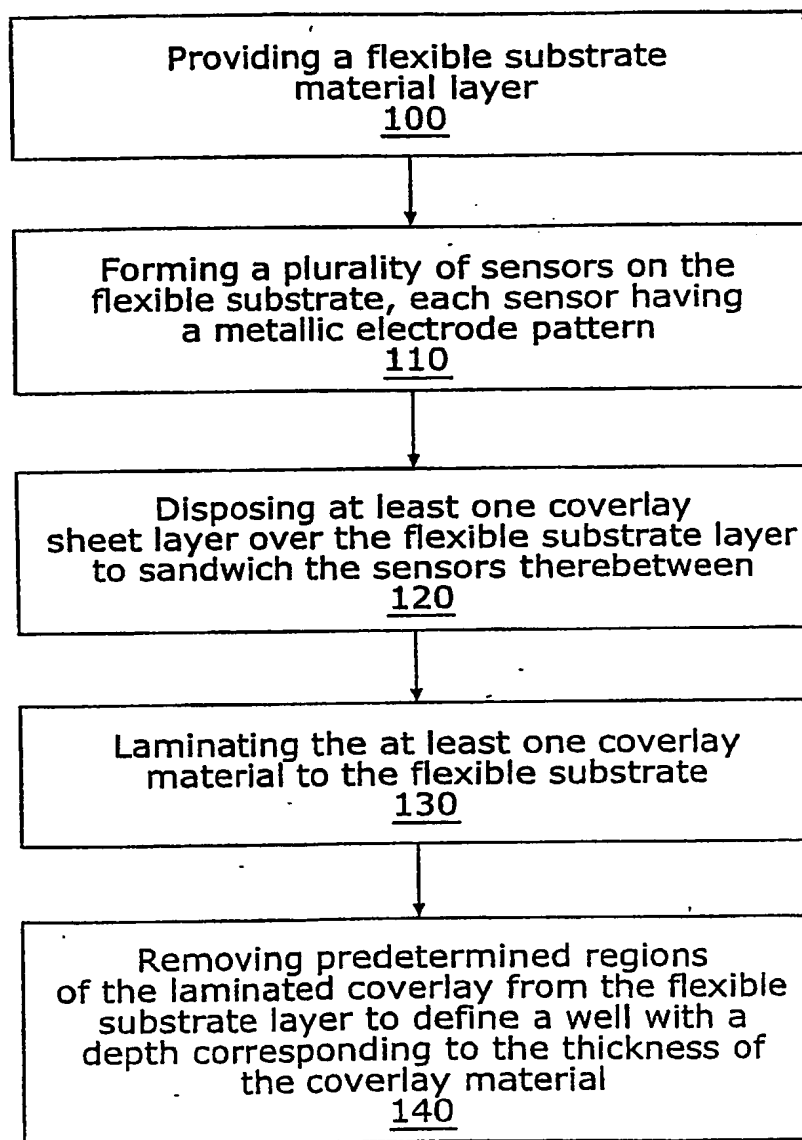 Providing a flexible substrate
material layer
100
Forming a plurality of sensors on the
flexible substrate, each sensor having
a metallic electrode pattern
110
Disposing at least one coverlay
sheet layer over the flexible substrate layer
to sandwich the sensors therebetween
120
Laminating the at least one coverlay
material to the flexible substrate
130
Removing predetermined regions
of the laminated coverlay from the flexible
substrate layer to define a well with a
depth corresponding to the thickness of
the coverlay material
140